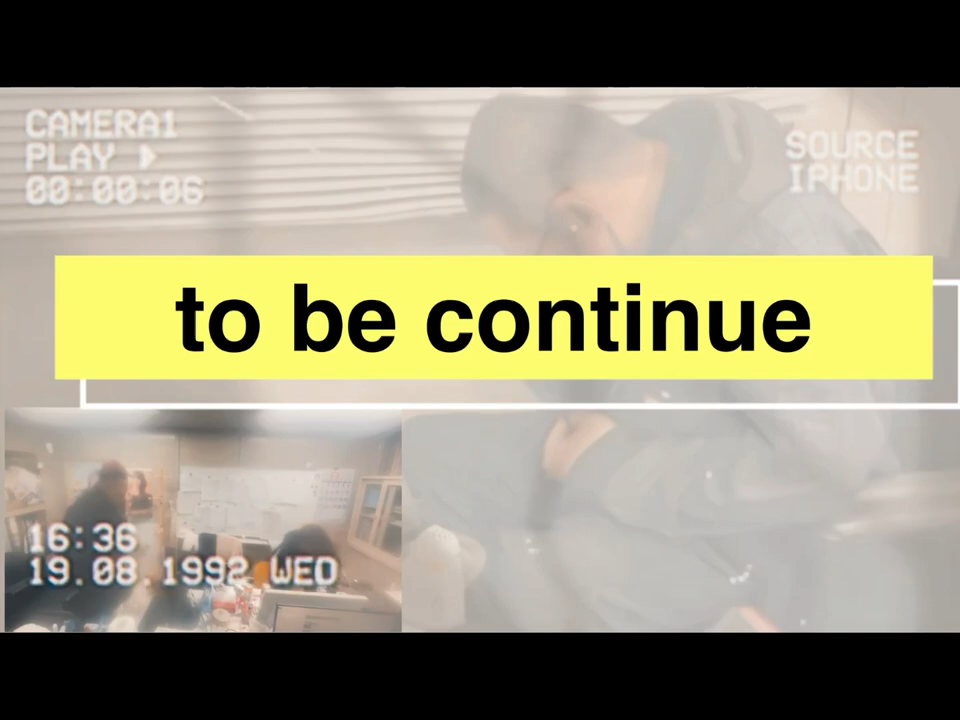 CAMERA1
PLAY
00:00:06
SOURCE
IPHONE
to be continue
16:36
19.08.1992 WED